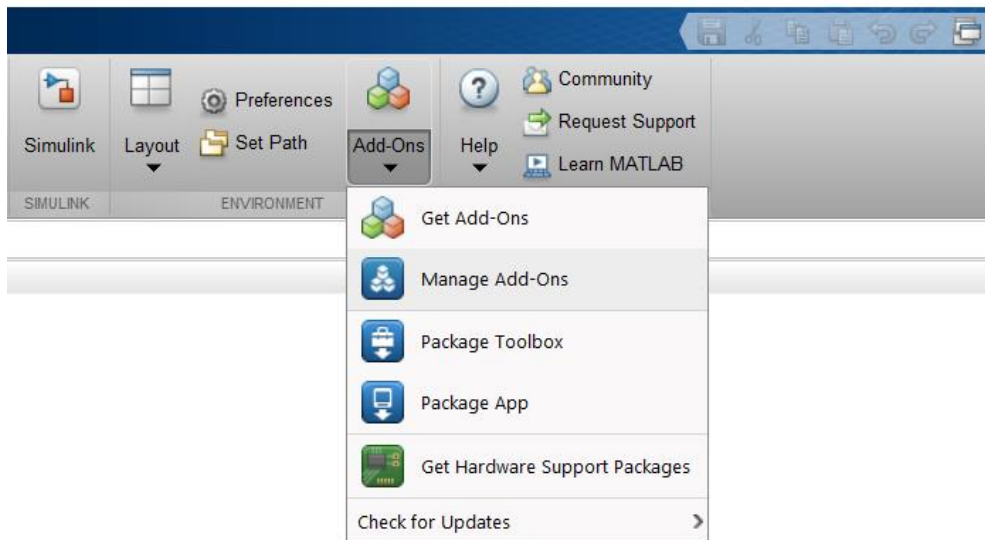 Simulink
Layout
Preferences
Set Path
Add-Ons
Help
Community
Request Support
Learn MATLAB
SIMULINK
ENVIRONMENT
Get Add-Ons
Manage Add-Ons
Package Toolbox
Package App
Get Hardware Support Packages
Check for Updates